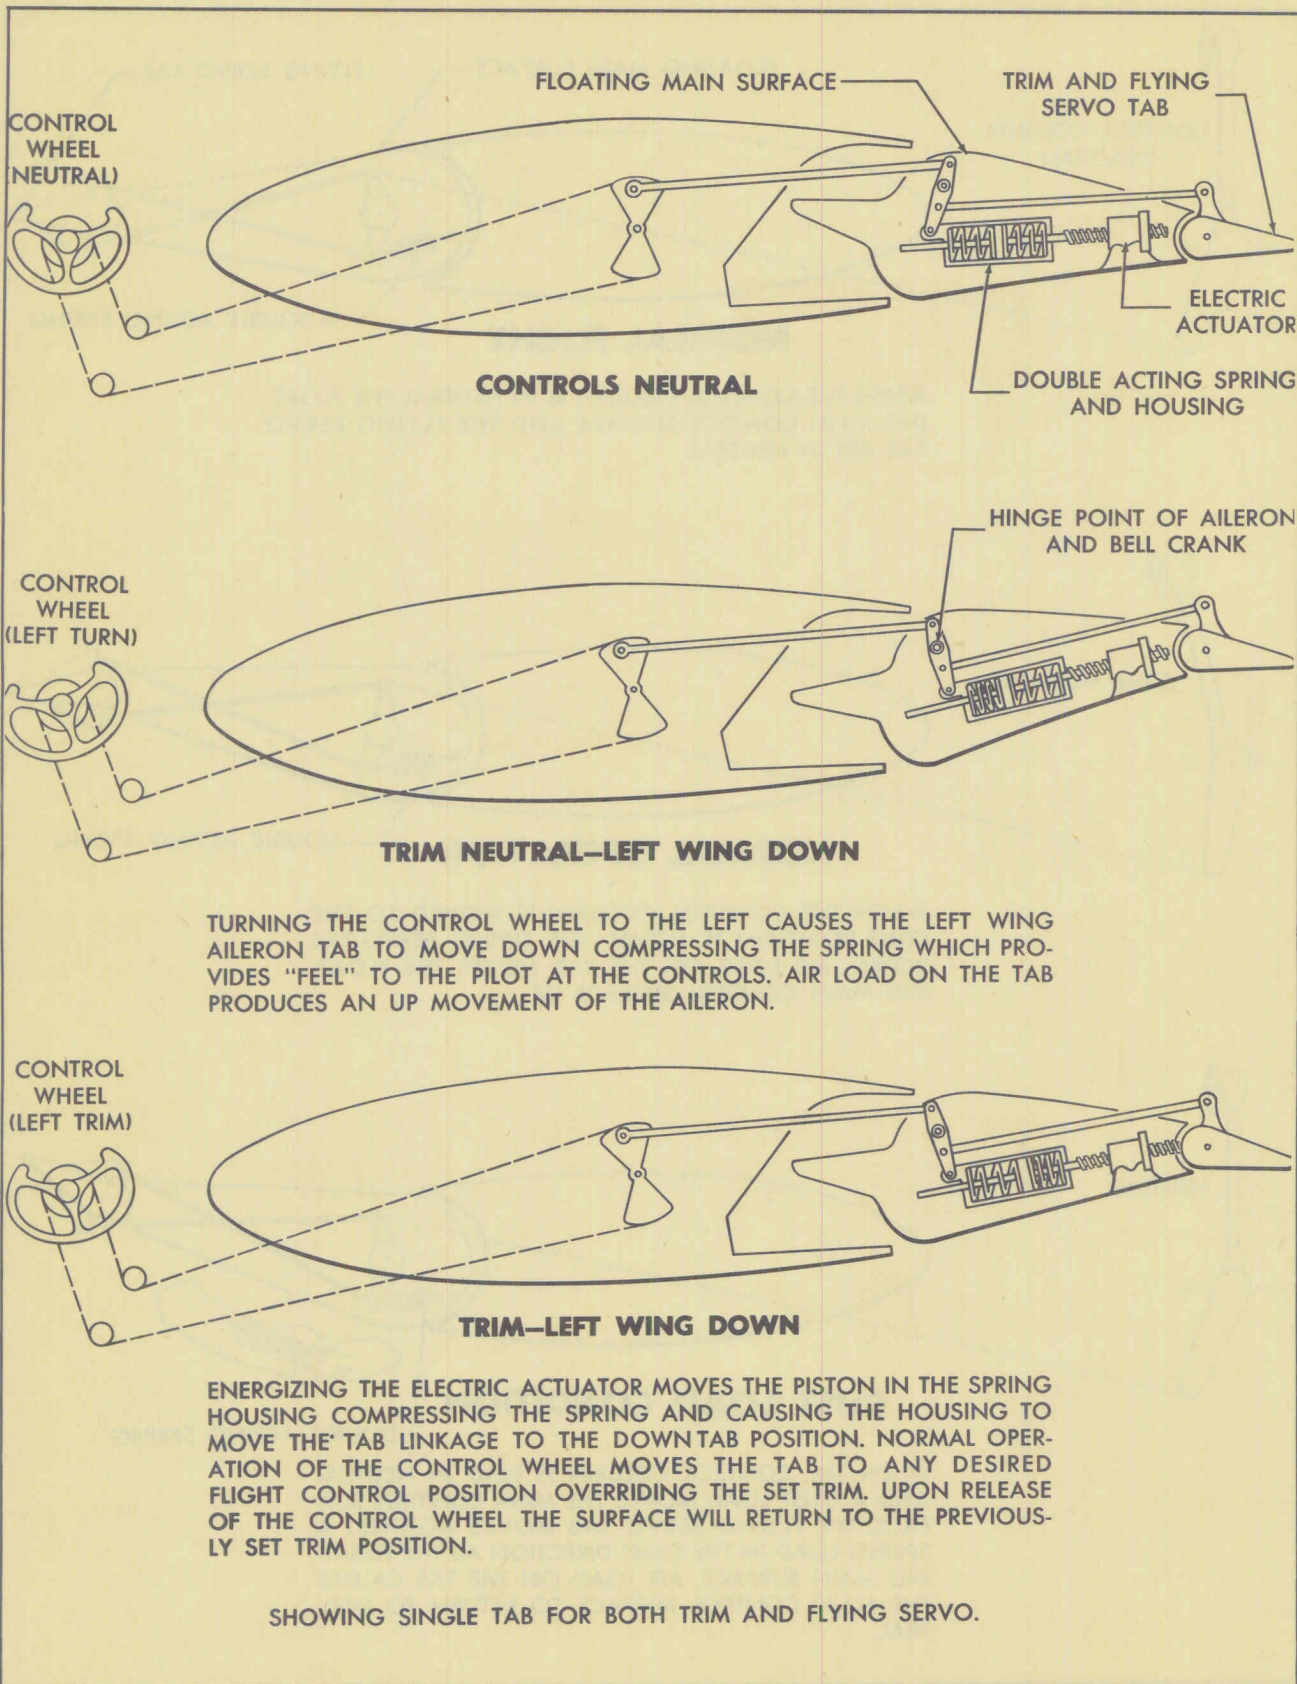 FLOATING MAIN SURFACE
TRIM AND FLYING
SERVO TAB
CONTROL
WHEEL
(NEUTRAL)
ELECTRIC
ACTUATOR
DOUBLE ACTING SPRING
AND HOUSING
CONTROLS NEUTRAL
HINGE POINT OF AILERON
AND BELL CRANK
CONTROL
WHEEL
(LEFT TURN)
TRIM NEUTRAL—LEFT WING DOWN
TURNING THE CONTROL WHEEL TO THE LEFT CAUSES THE LEFT WING
AILERON TAB TO MOVE DOWN COMPRESSING THE SPRING WHICH PRO-
VIDES "FEEL" TO THE PILOT AT THE CONTROLS. AIR LOAD ON THE TAB
PRODUCES AN UP MOVEMENT OF THE AILERON.
CONTROL
WHEEL
(LEFT TRIM)
TRIM—LEFT WING DOWN
ENERGIZING THE ELECTRIC ACTUATOR MOVES THE PISTON IN THE SPRING
HOUSING COMPRESSING THE SPRING AND CAUSING THE HOUSING TO
MOVE THE TAB LINKAGE TO THE DOWN TAB POSITION. NORMAL OPER-
ATION OF THE CONTROL WHEEL MOVES THE TAB TO ANY DESIRED
FLIGHT CONTROL POSITION OVERRIDING THE SET TRIM. UPON RELEASE
OF THE CONTROL WHEEL THE SURFACE WILL RETURN TO THE PREVIOUS-
LY SET TRIM POSITION.
SHOWING SINGLE TAB FOR BOTH TRIM AND FLYING SERVO.